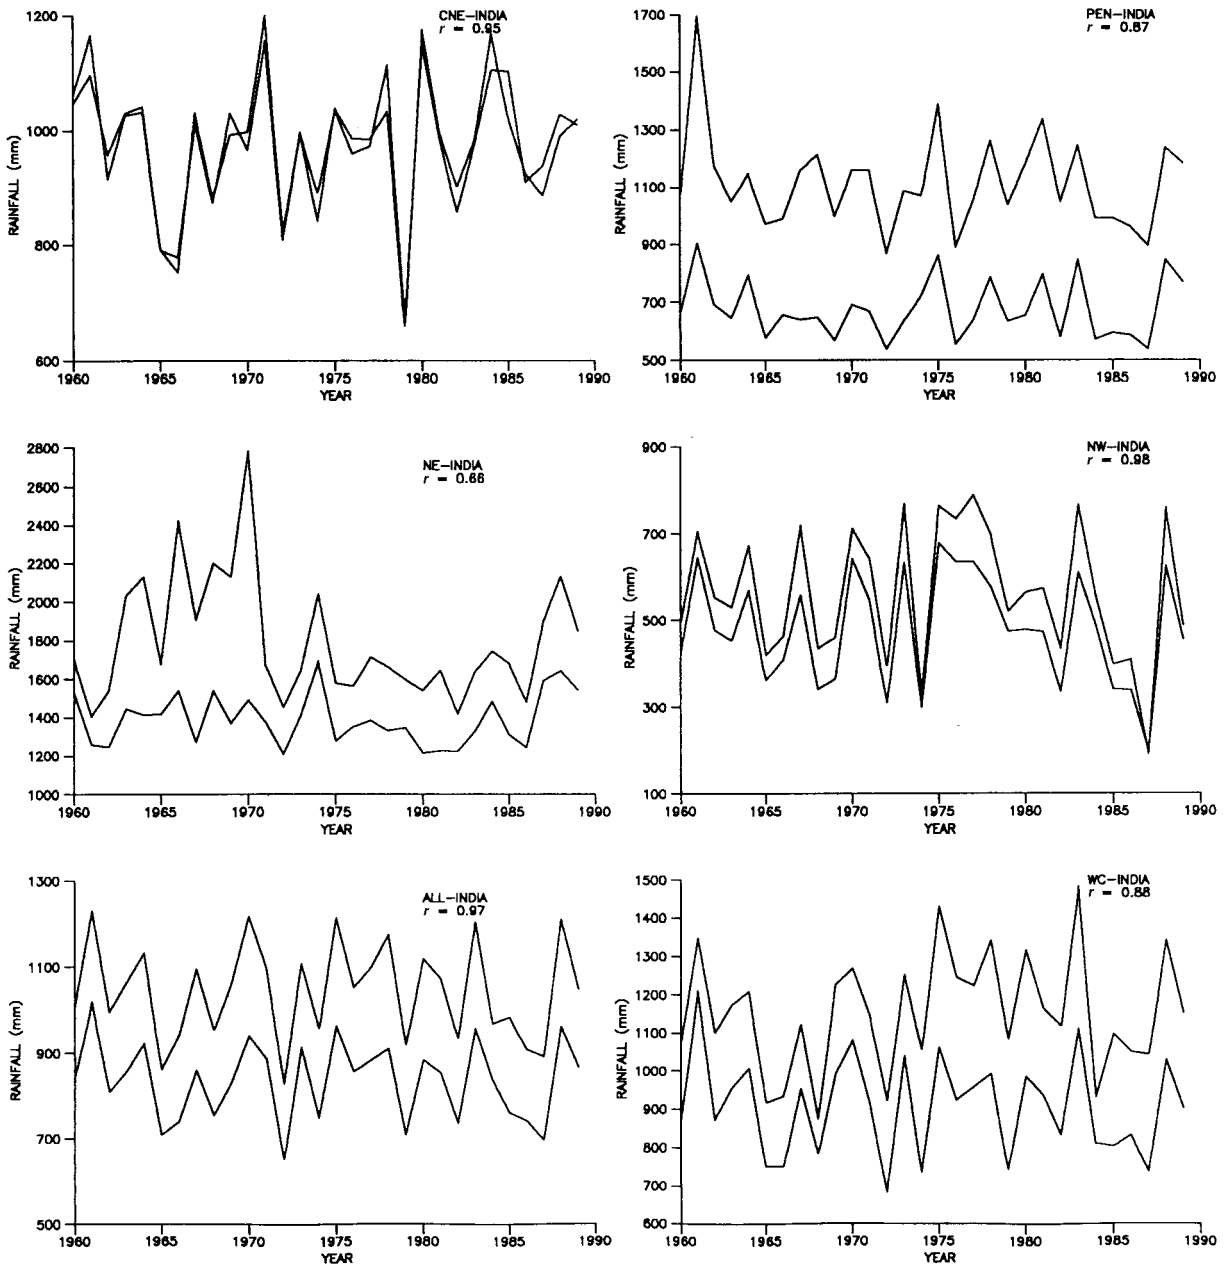 CNE-INDIA
r = 0.95
1200
1000
800
600
RAINFALL (mm)
1960 1965 1970 1975 1980 1985 1990
YEAR
PEN-INDIA
r = 0.87
1700
1500
1300
1100
900
700
500
RAINFALL (mm)
1960 1965 1970 1975 1980 1985 1990
YEAR
NE-INDIA
r = 0.66
2800
2600
2400
2200
2000
1800
1600
1400
1200
1000
RAINFALL (mm)
1960 1965 1970 1975 1980 1985 1990
YEAR
NW-INDIA
r = 0.98
900
700
500
300
100
RAINFALL (mm)
1960 1965 1970 1975 1980 1985 1990
YEAR
ALL-INDIA
r = 0.97
1300
1100
900
700
500
RAINFALL (mm)
1960 1965 1970 1975 1980 1985 1990
YEAR
WC-INDIA
r = 0.88
1500
1400
1300
1200
1100
1000
900
800
700
600
RAINFALL (mm)
1960 1965 1970 1975 1980 1985 1990
YEAR